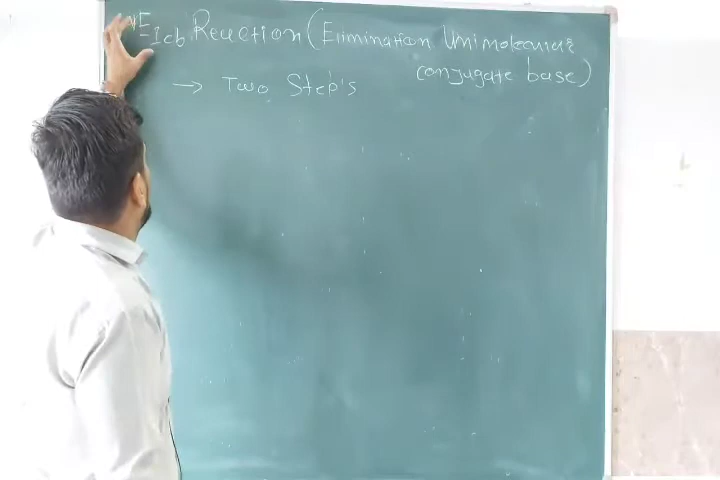 E1cb Reaction (Elimination Unimolecular
conjugate base)
→ Two Step's